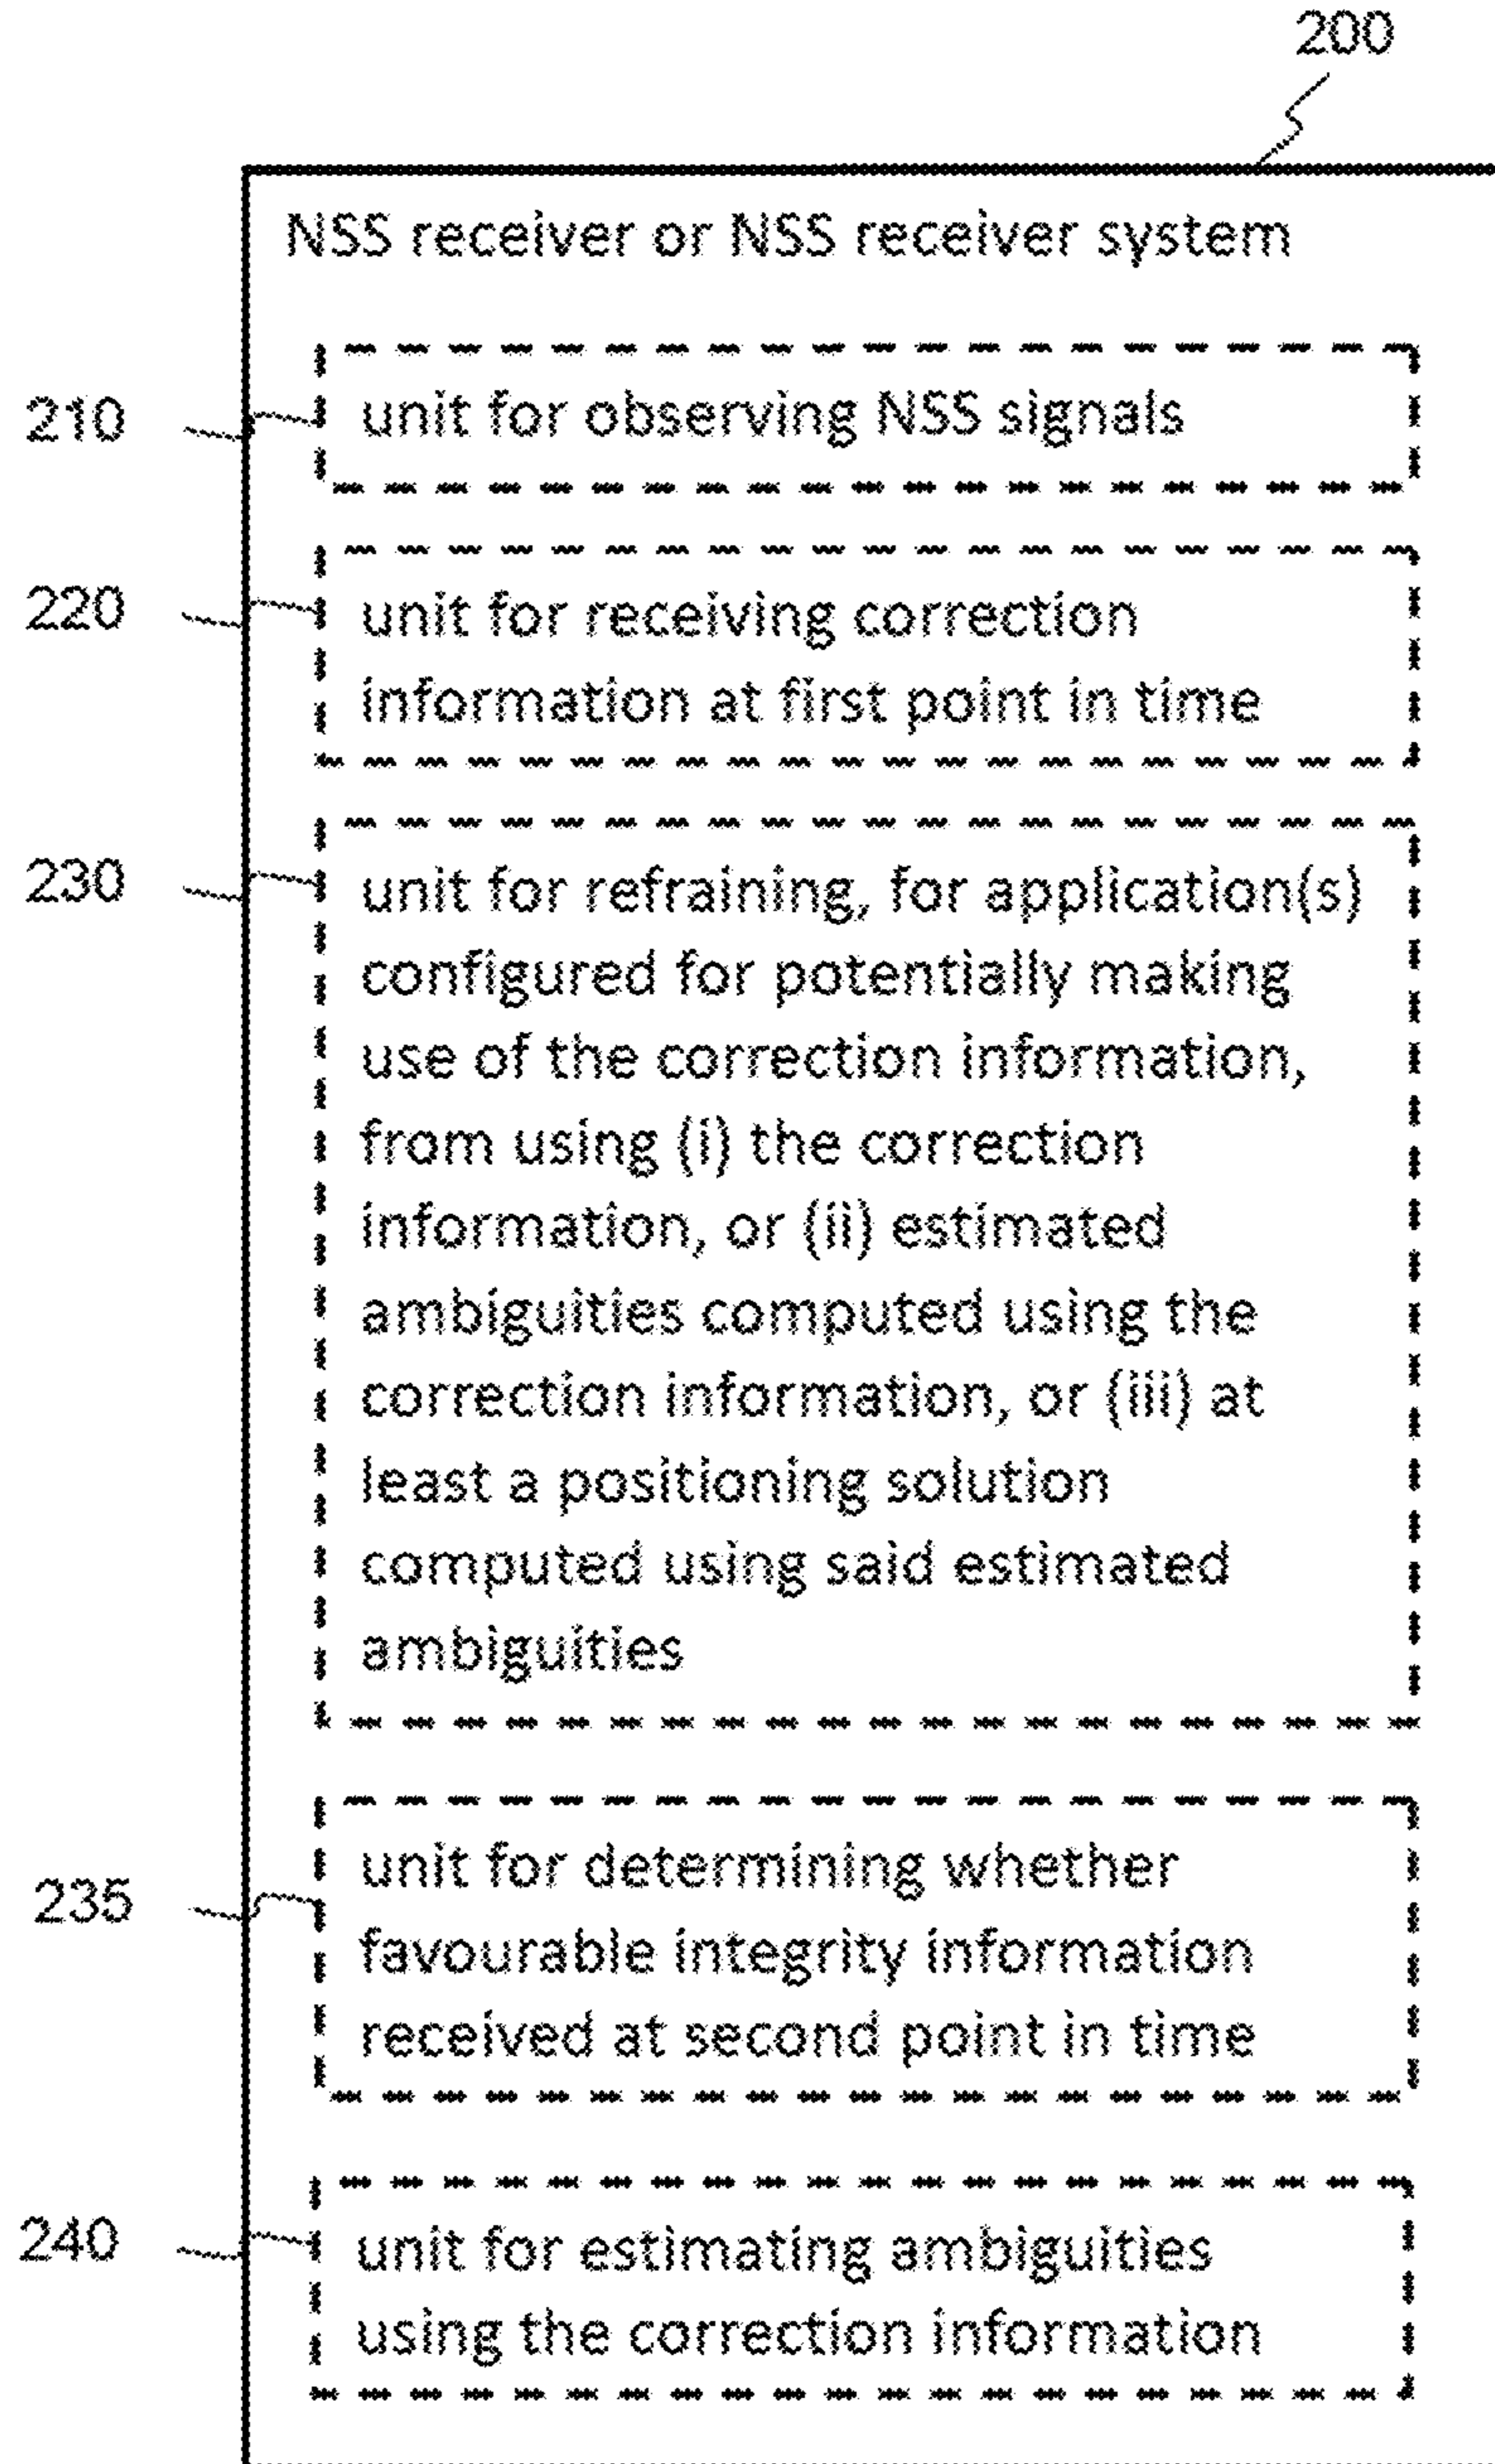 200
NSS receiver or NSS receiver system
210
unit for observing NSS signals
220
unit for receiving correction
information at first point in time
230
unit for refraining, for application(s)
configured for potentially making
use of the correction information,
from using (i) the correction
information, or (ii) estimated
ambiguities computed using the
correction information, or (iii) at
least a positioning solution
computed using said estimated
ambiguities
235
unit for determining whether
favourable integrity information
received at second point in time
240
unit for estimating ambiguities
using the correction information